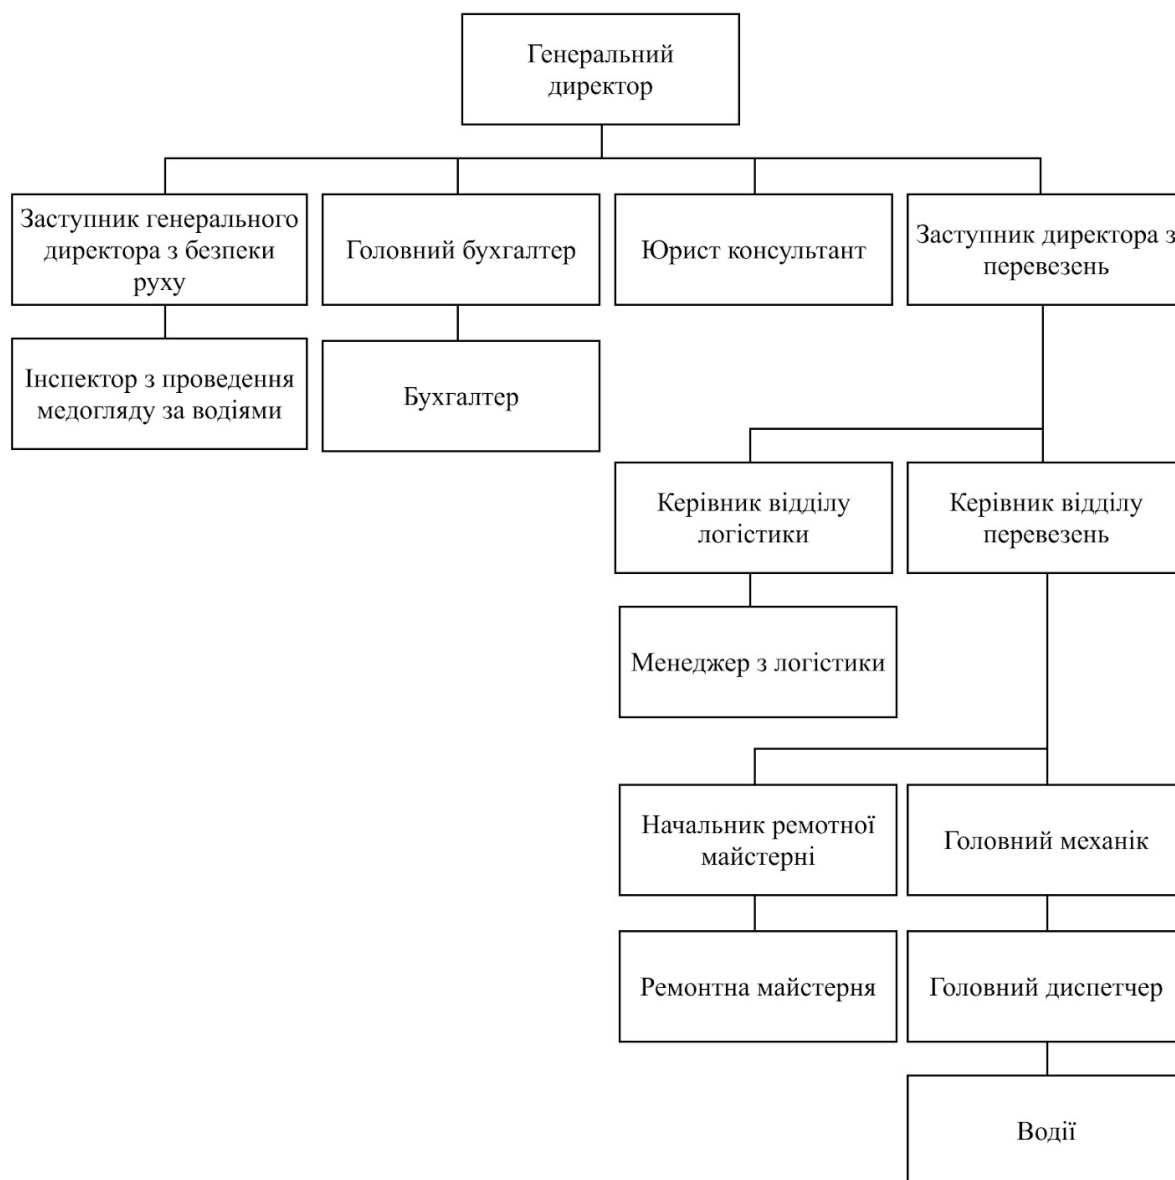 Генеральний
директор
Заступник генерального
директора з безпеки
руху
Головний бухгалтер
Юрист консультант
Заступник директора з
перевезень
Інспектор з проведення
медогляду за водіями
Бухгалтер
Керівник відділу
логістики
Керівник відділу
перевезень
Менеджер з логістики
Начальник ремотної
майстерні
Головний механік
Ремонтна майстерня
Головний диспетчер
Водії